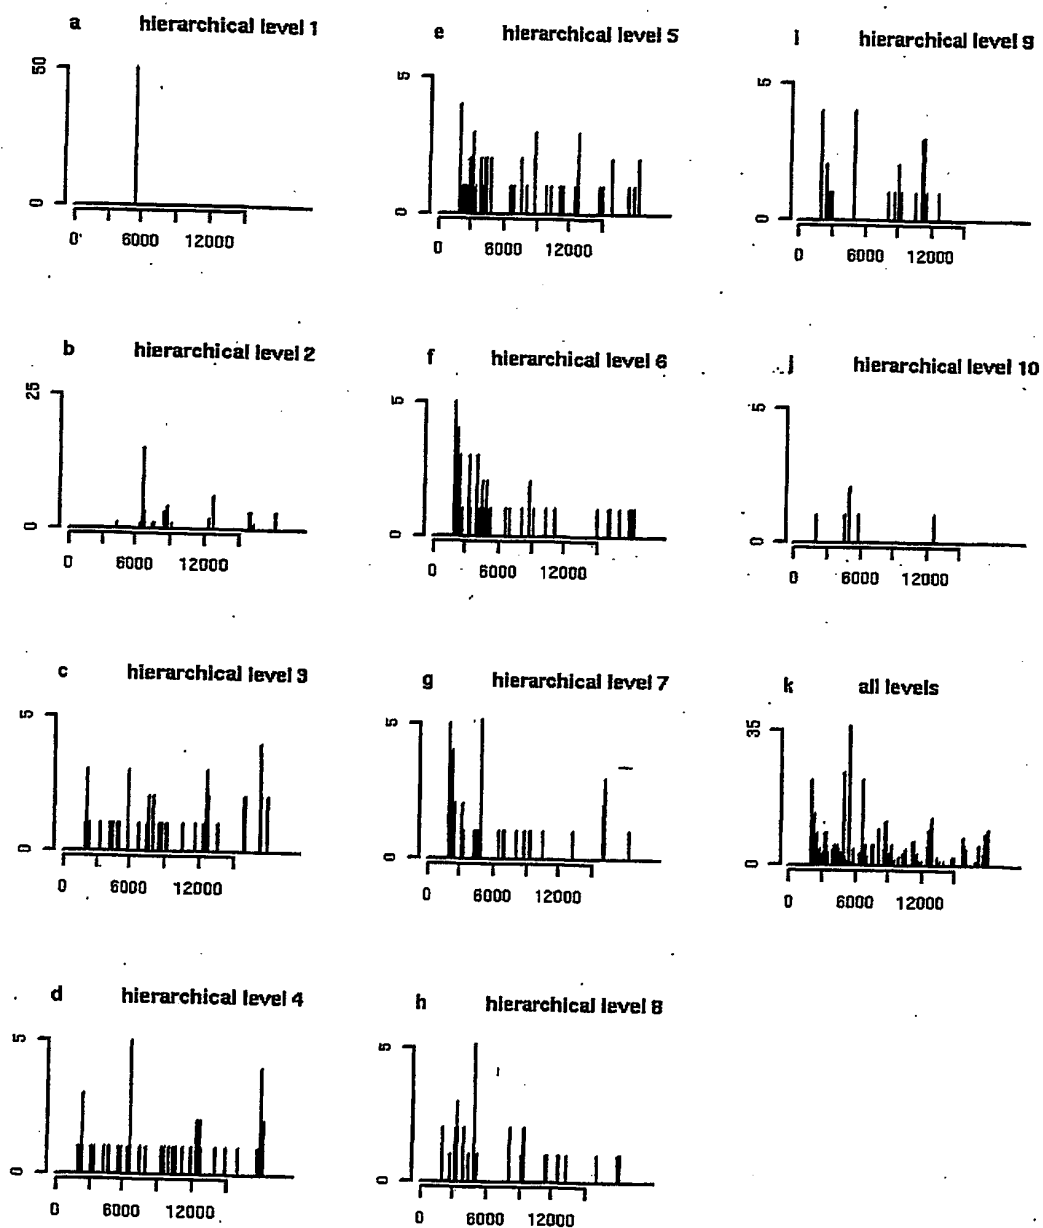 a hierarchical level 1
50
0
0 6000 12000
b hierarchical level 2
25
0
0 6000 12000
c hierarchical level 3
5
0
0 6000 12000
d hierarchical level 4
5
0
0 6000 12000
e hierarchical level 5
5
0
0 6000 12000
f hierarchical level 6
5
0
0 6000 12000
g hierarchical level 7
5
0
0 6000 12000
h hierarchical level 8
5
0
0 6000 12000
i hierarchical level 9
5
0
0 6000 12000
j hierarchical level 10
5
0
0 6000 12000
k all levels
35
0
0 6000 12000